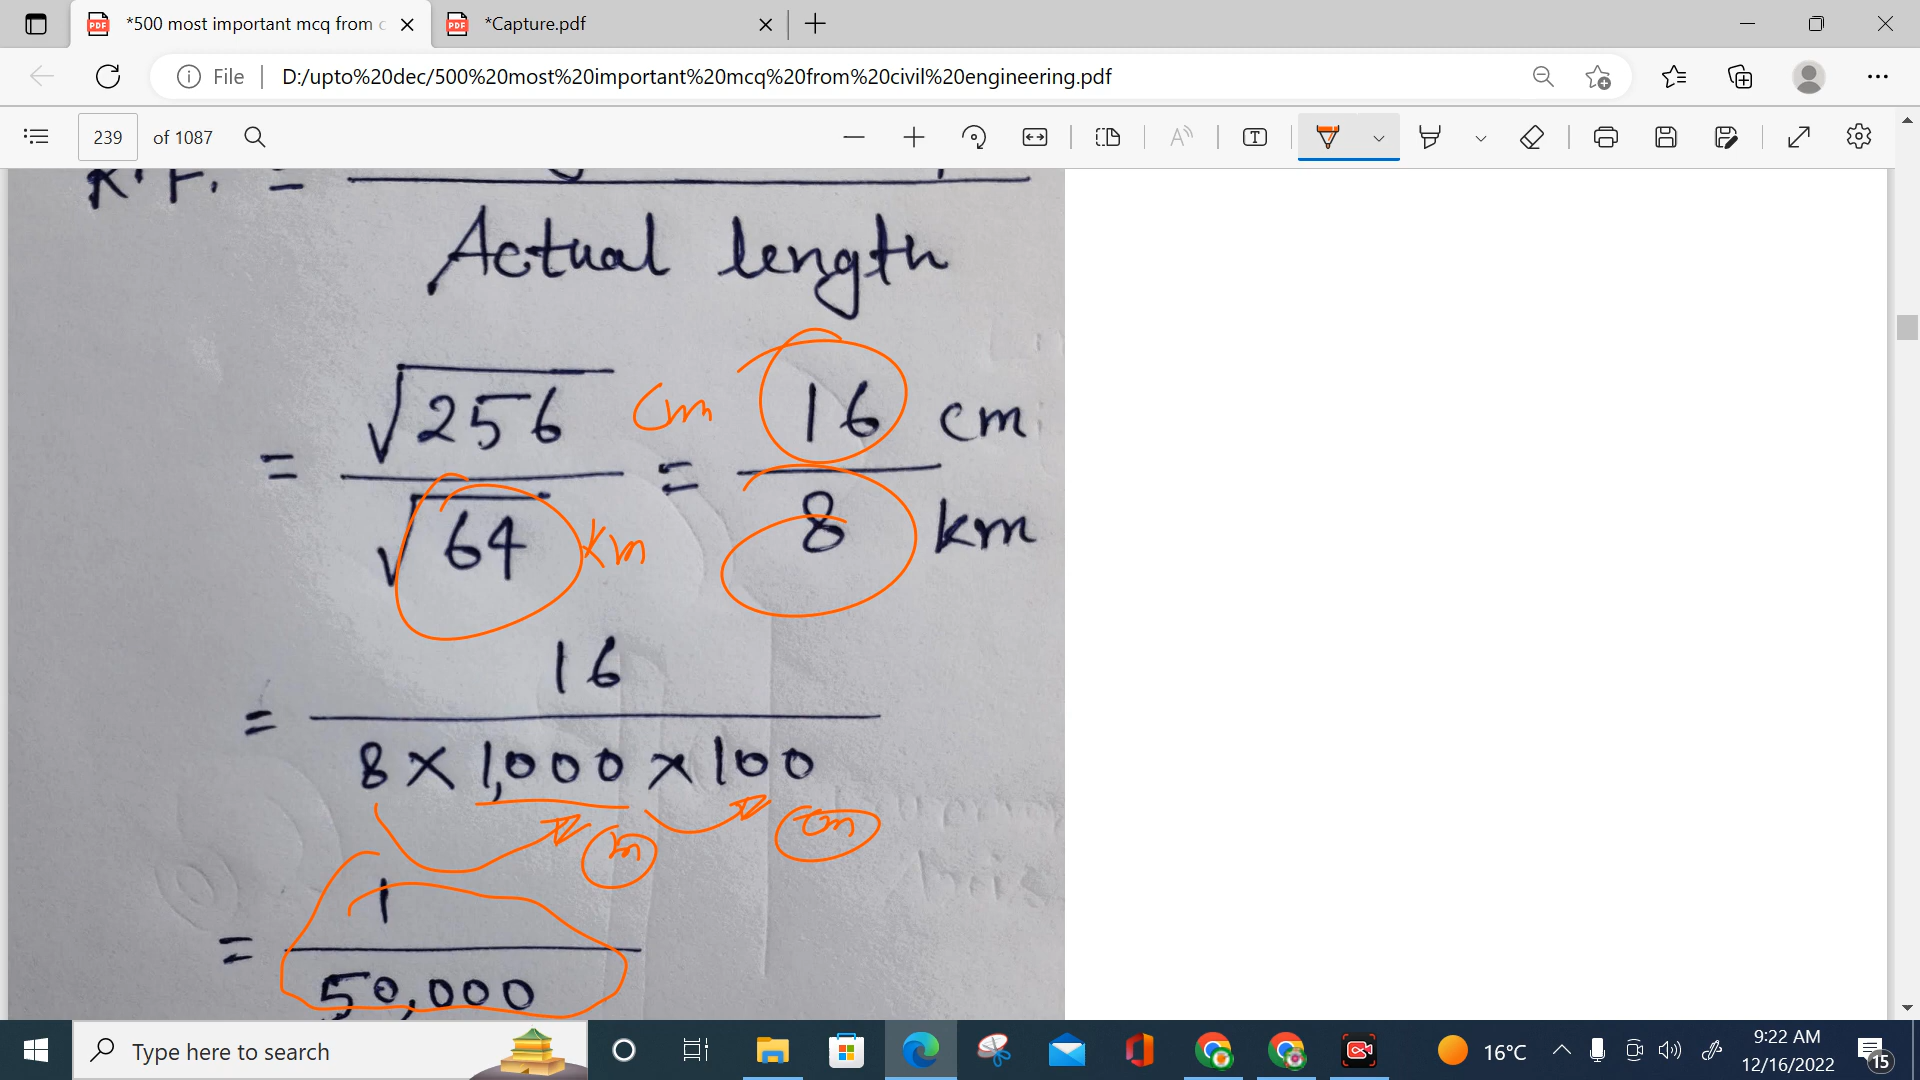 *500 most important mcq from c
*Capture.pdf
File
D:/upto%20dec/500%20most%20important%20mcq%20from%20civil%20engineering.pdf
239 of 1087
R.F. =
Actual length
= √256 cm = 16 cm
√64 km 8 km
= 16
8 × 1,000 × 100
m cm
= 1
50,000
Type here to search
16°C
9:22 AM
12/16/2022
15